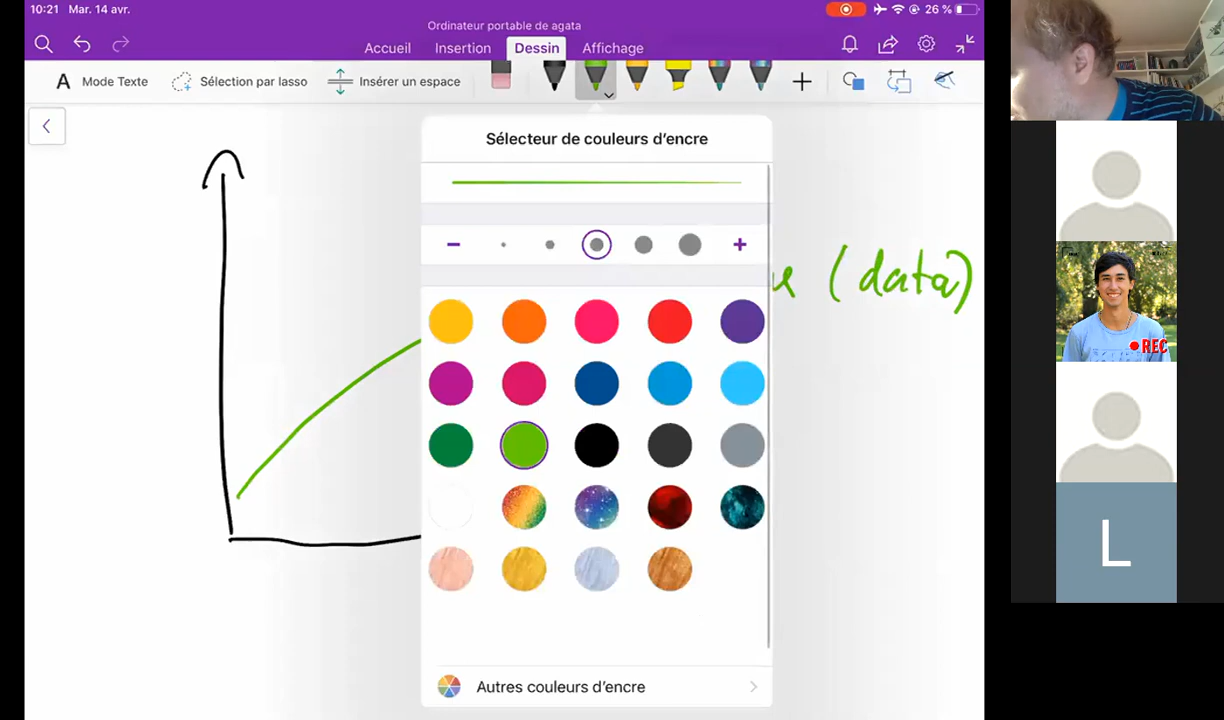 10:21 Mar. 14 avr.
26 %
Ordinateur portable de agata
Accueil Insertion Dessin Affichage
A Mode Texte Sélection par lasso Insérer un espace
Sélecteur de couleurs d’encre
(data)
REC
L
Autres couleurs d’encre